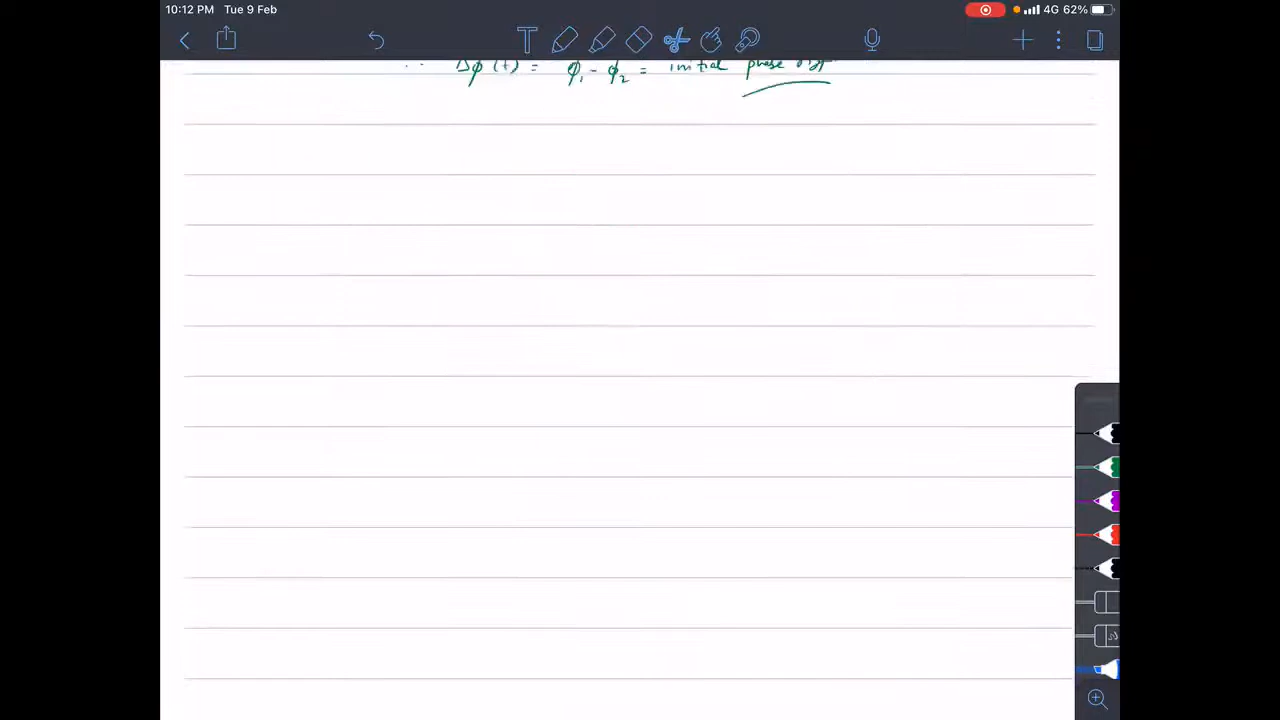 10:12 PM Tue 9 Feb 4G 62%
∴ Δφ(t) = φ₁ - φ₂ = initial phase